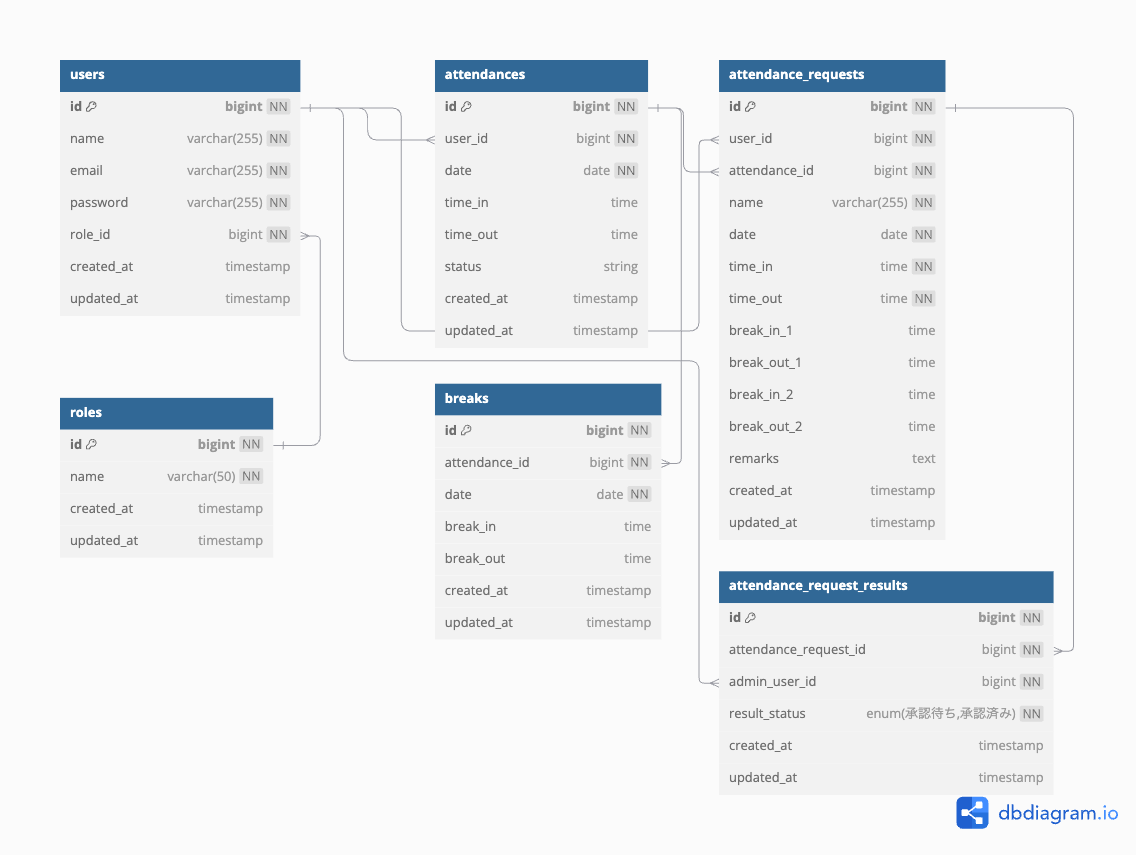 users
id bigint NN
name varchar(255) NN
email varchar(255) NN
password varchar(255) NN
role_id bigint NN
created_at timestamp
updated_at timestamp
roles
id bigint NN
name varchar(50) NN
created_at timestamp
updated_at timestamp
attendances
id bigint NN
user_id bigint NN
date date NN
time_in time
time_out time
status string
created_at timestamp
updated_at timestamp
breaks
id bigint NN
attendance_id bigint NN
date date NN
break_in time
break_out time
created_at timestamp
updated_at timestamp
attendance_requests
id bigint NN
user_id bigint NN
attendance_id bigint NN
name varchar(255) NN
date date NN
time_in time NN
time_out time NN
break_in_1 time
break_out_1 time
break_in_2 time
break_out_2 time
remarks text
created_at timestamp
updated_at timestamp
attendance_request_results
id bigint NN
attendance_request_id bigint NN
admin_user_id bigint NN
result_status enum(承認待ち,承認済み) NN
created_at timestamp
updated_at timestamp
dbdiagram.io